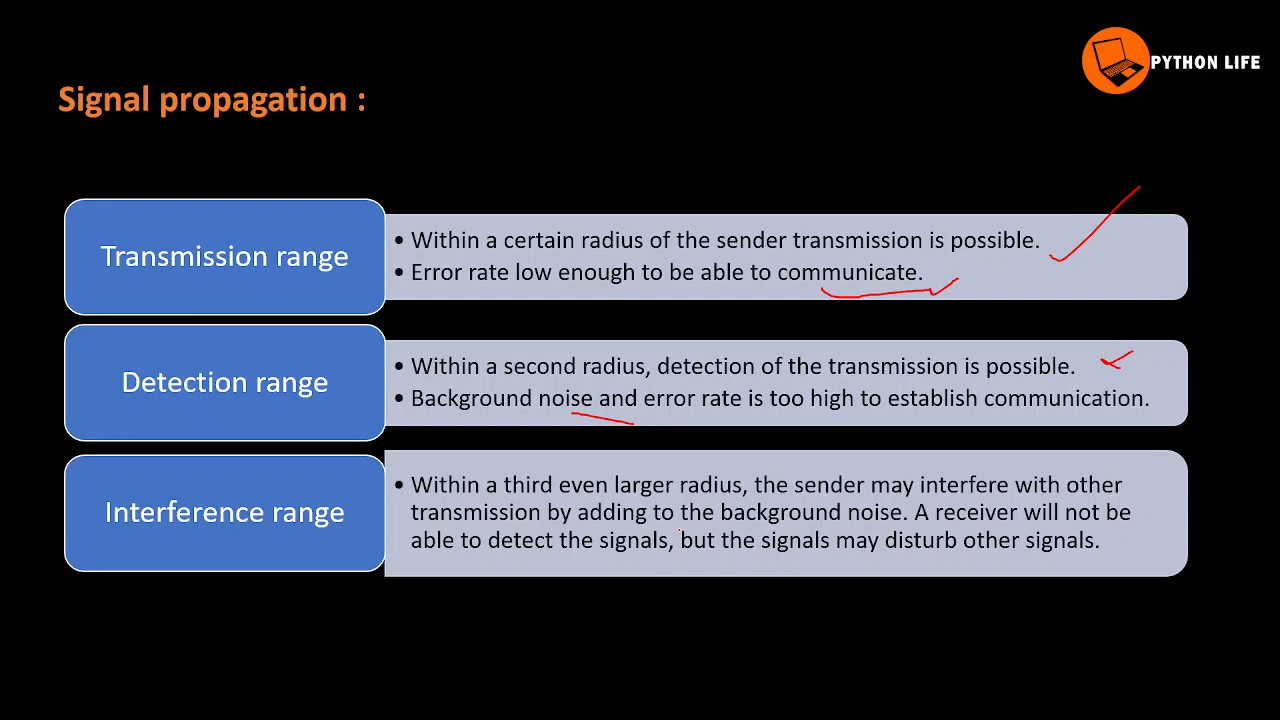 PYTHON LIFE
Signal propagation :
Transmission range
• Within a certain radius of the sender transmission is possible.
• Error rate low enough to be able to communicate.
Detection range
• Within a second radius, detection of the transmission is possible.
• Background noise and error rate is too high to establish communication.
Interference range
• Within a third even larger radius, the sender may interfere with other
transmission by adding to the background noise. A receiver will not be
able to detect the signals, but the signals may disturb other signals.